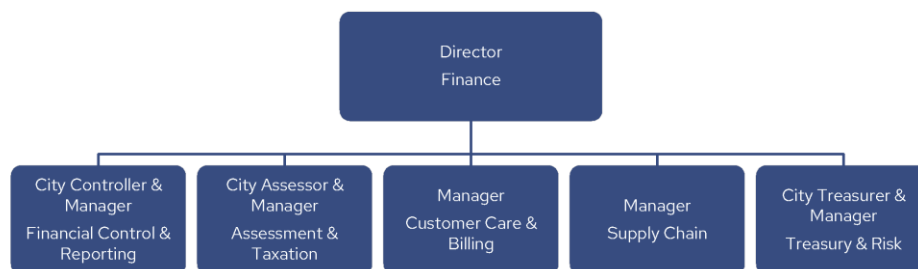 Director
Finance
City Controller &
Manager
Financial Control &
Reporting
City Assessor &
Manager
Assessment &
Taxation
Manager
Customer Care &
Billing
Manager
Supply Chain
City Treasurer &
Manager
Treasury & Risk